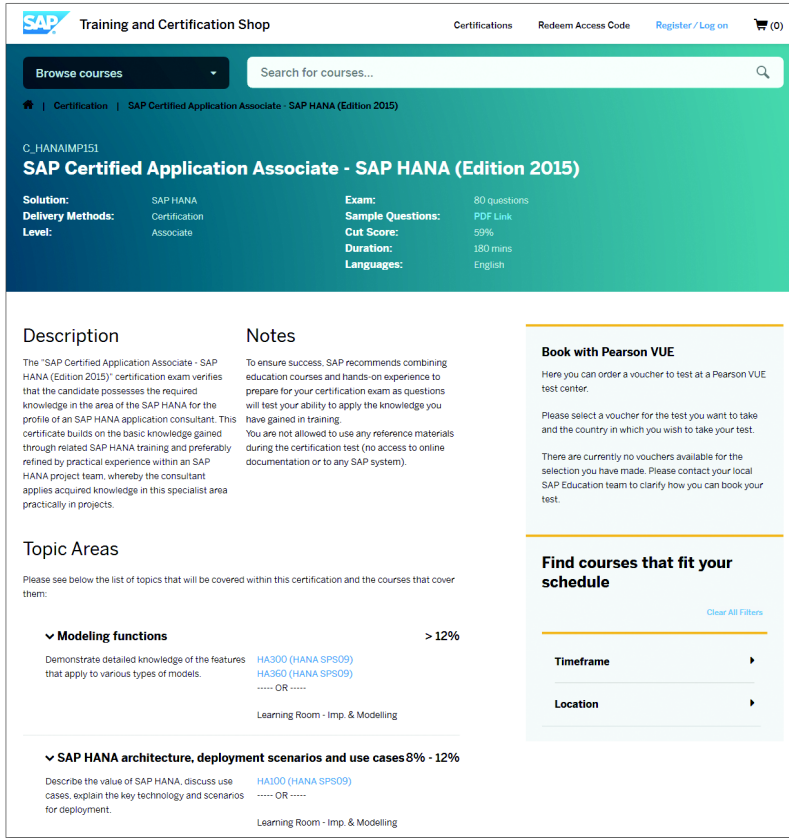 SAP Training and Certification Shop
Certifications
Redeem Access Code
Register / Log on
(0)
Browse courses
Search for courses...
| Certification | SAP Certified Application Associate - SAP HANA (Edition 2015)
C_HANAIMP151
SAP Certified Application Associate - SAP HANA (Edition 2015)
Solution: SAP HANA
Delivery Methods: Certification
Level: Associate
Exam: 80 questions
Sample Questions: PDF Link
Cut Score: 59%
Duration: 180 mins
Languages: English
Description
The "SAP Certified Application Associate - SAP
HANA (Edition 2015)" certification exam verifies
that the candidate possesses the required
knowledge in the area of the SAP HANA for the
profile of an SAP HANA application consultant. This
certificate builds on the basic knowledge gained
through related SAP HANA training and preferably
refined by practical experience within an SAP
HANA project team, whereby the consultant
applies acquired knowledge in this specialist area
practically in projects.
Notes
To ensure success, SAP recommends combining
education courses and hands-on experience to
prepare for your certification exam as questions
will test your ability to apply the knowledge you
have gained in training.
You are not allowed to use any reference materials
during the certification test (no access to online
documentation or to any SAP system).
Topic Areas
Please see below the list of topics that will be covered within this certification and the courses that cover
them:
Modeling functions > 12%
Demonstrate detailed knowledge of the features
that apply to various types of models.
HA300 (HANA SPS09)
HA360 (HANA SPS09)
----- OR -----
Learning Room - Imp. & Modelling
SAP HANA architecture, deployment scenarios and use cases 8% - 12%
Describe the value of SAP HANA, discuss use
cases, explain the key technology and scenarios
for deployment.
HA100 (HANA SPS09)
----- OR -----
Learning Room - Imp. & Modelling
Book with Pearson VUE
Here you can order a voucher to test at a Pearson VUE
test center.
Please select a voucher for the test you want to take
and the country in which you wish to take your test.
There are currently no vouchers available for the
selection you have made. Please contact your local
SAP Education team to clarify how you can book your
test.
Find courses that fit your
schedule
Clear All Filters
Timeframe
Location